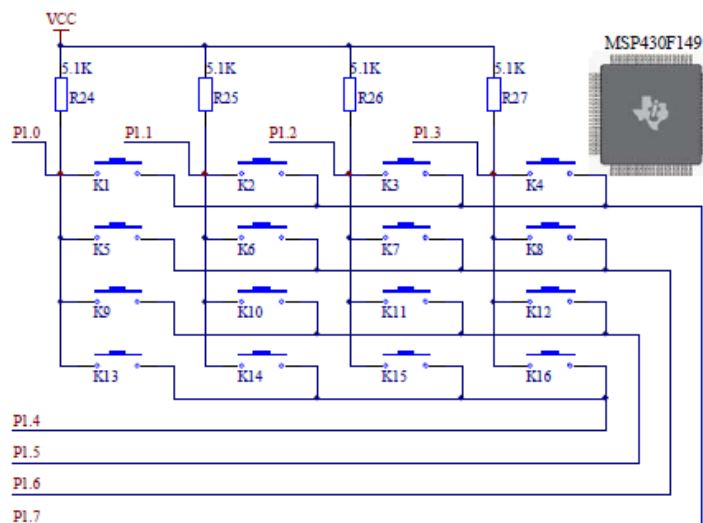 VCC
MSP430F149
5.1K 5.1K 5.1K 5.1K
R24 R25 R26 R27
P1.0 P1.1 P1.2 P1.3
K1 K2 K3 K4
K5 K6 K7 K8
K9 K10 K11 K12
K13 K14 K15 K16
P1.4
P1.5
P1.6
P1.7